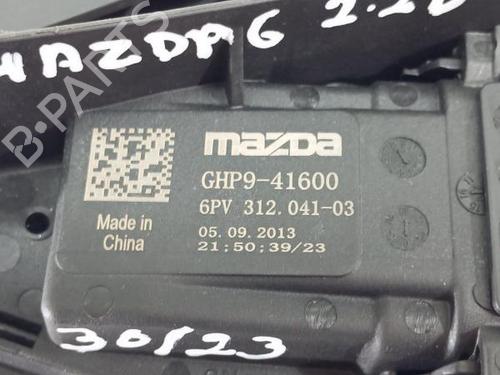 MAZDA 6 2.2D
B-PARTS
mazda
GHP9-41600
6PV 312.041-03
Made in
China
05.09.2013
21:50:39/23
30/23